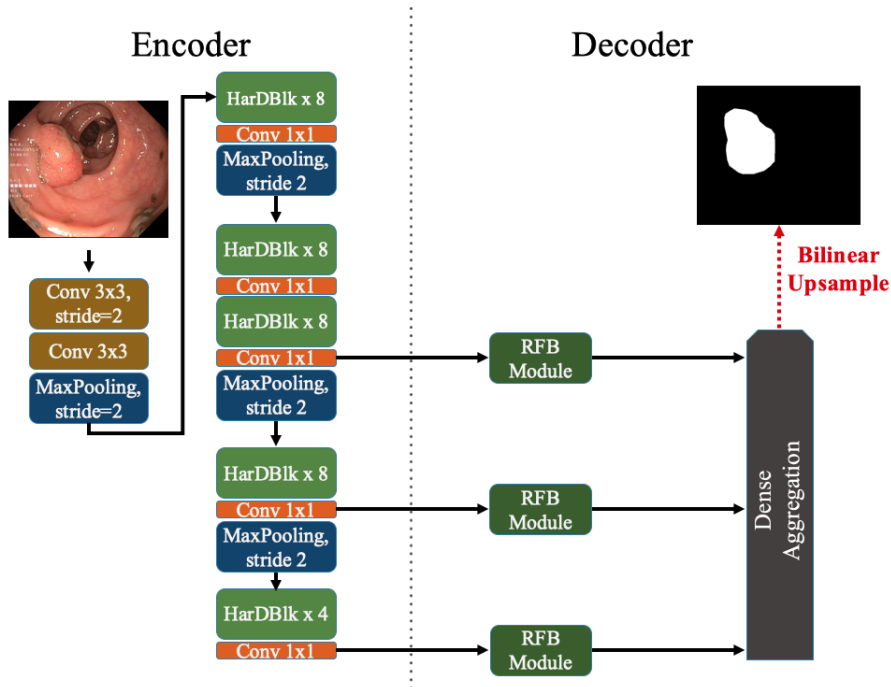 Encoder
Decoder
Conv 3x3,
stride=2
Conv 3x3
MaxPooling,
stride=2
HarDBlk x 8
Conv 1x1
MaxPooling,
stride 2
HarDBlk x 8
Conv 1x1
HarDBlk x 8
Conv 1x1
MaxPooling,
stride 2
HarDBlk x 8
Conv 1x1
MaxPooling,
stride 2
HarDBlk x 4
Conv 1x1
RFB
Module
RFB
Module
RFB
Module
Dense
Aggregation
Bilinear
Upsample